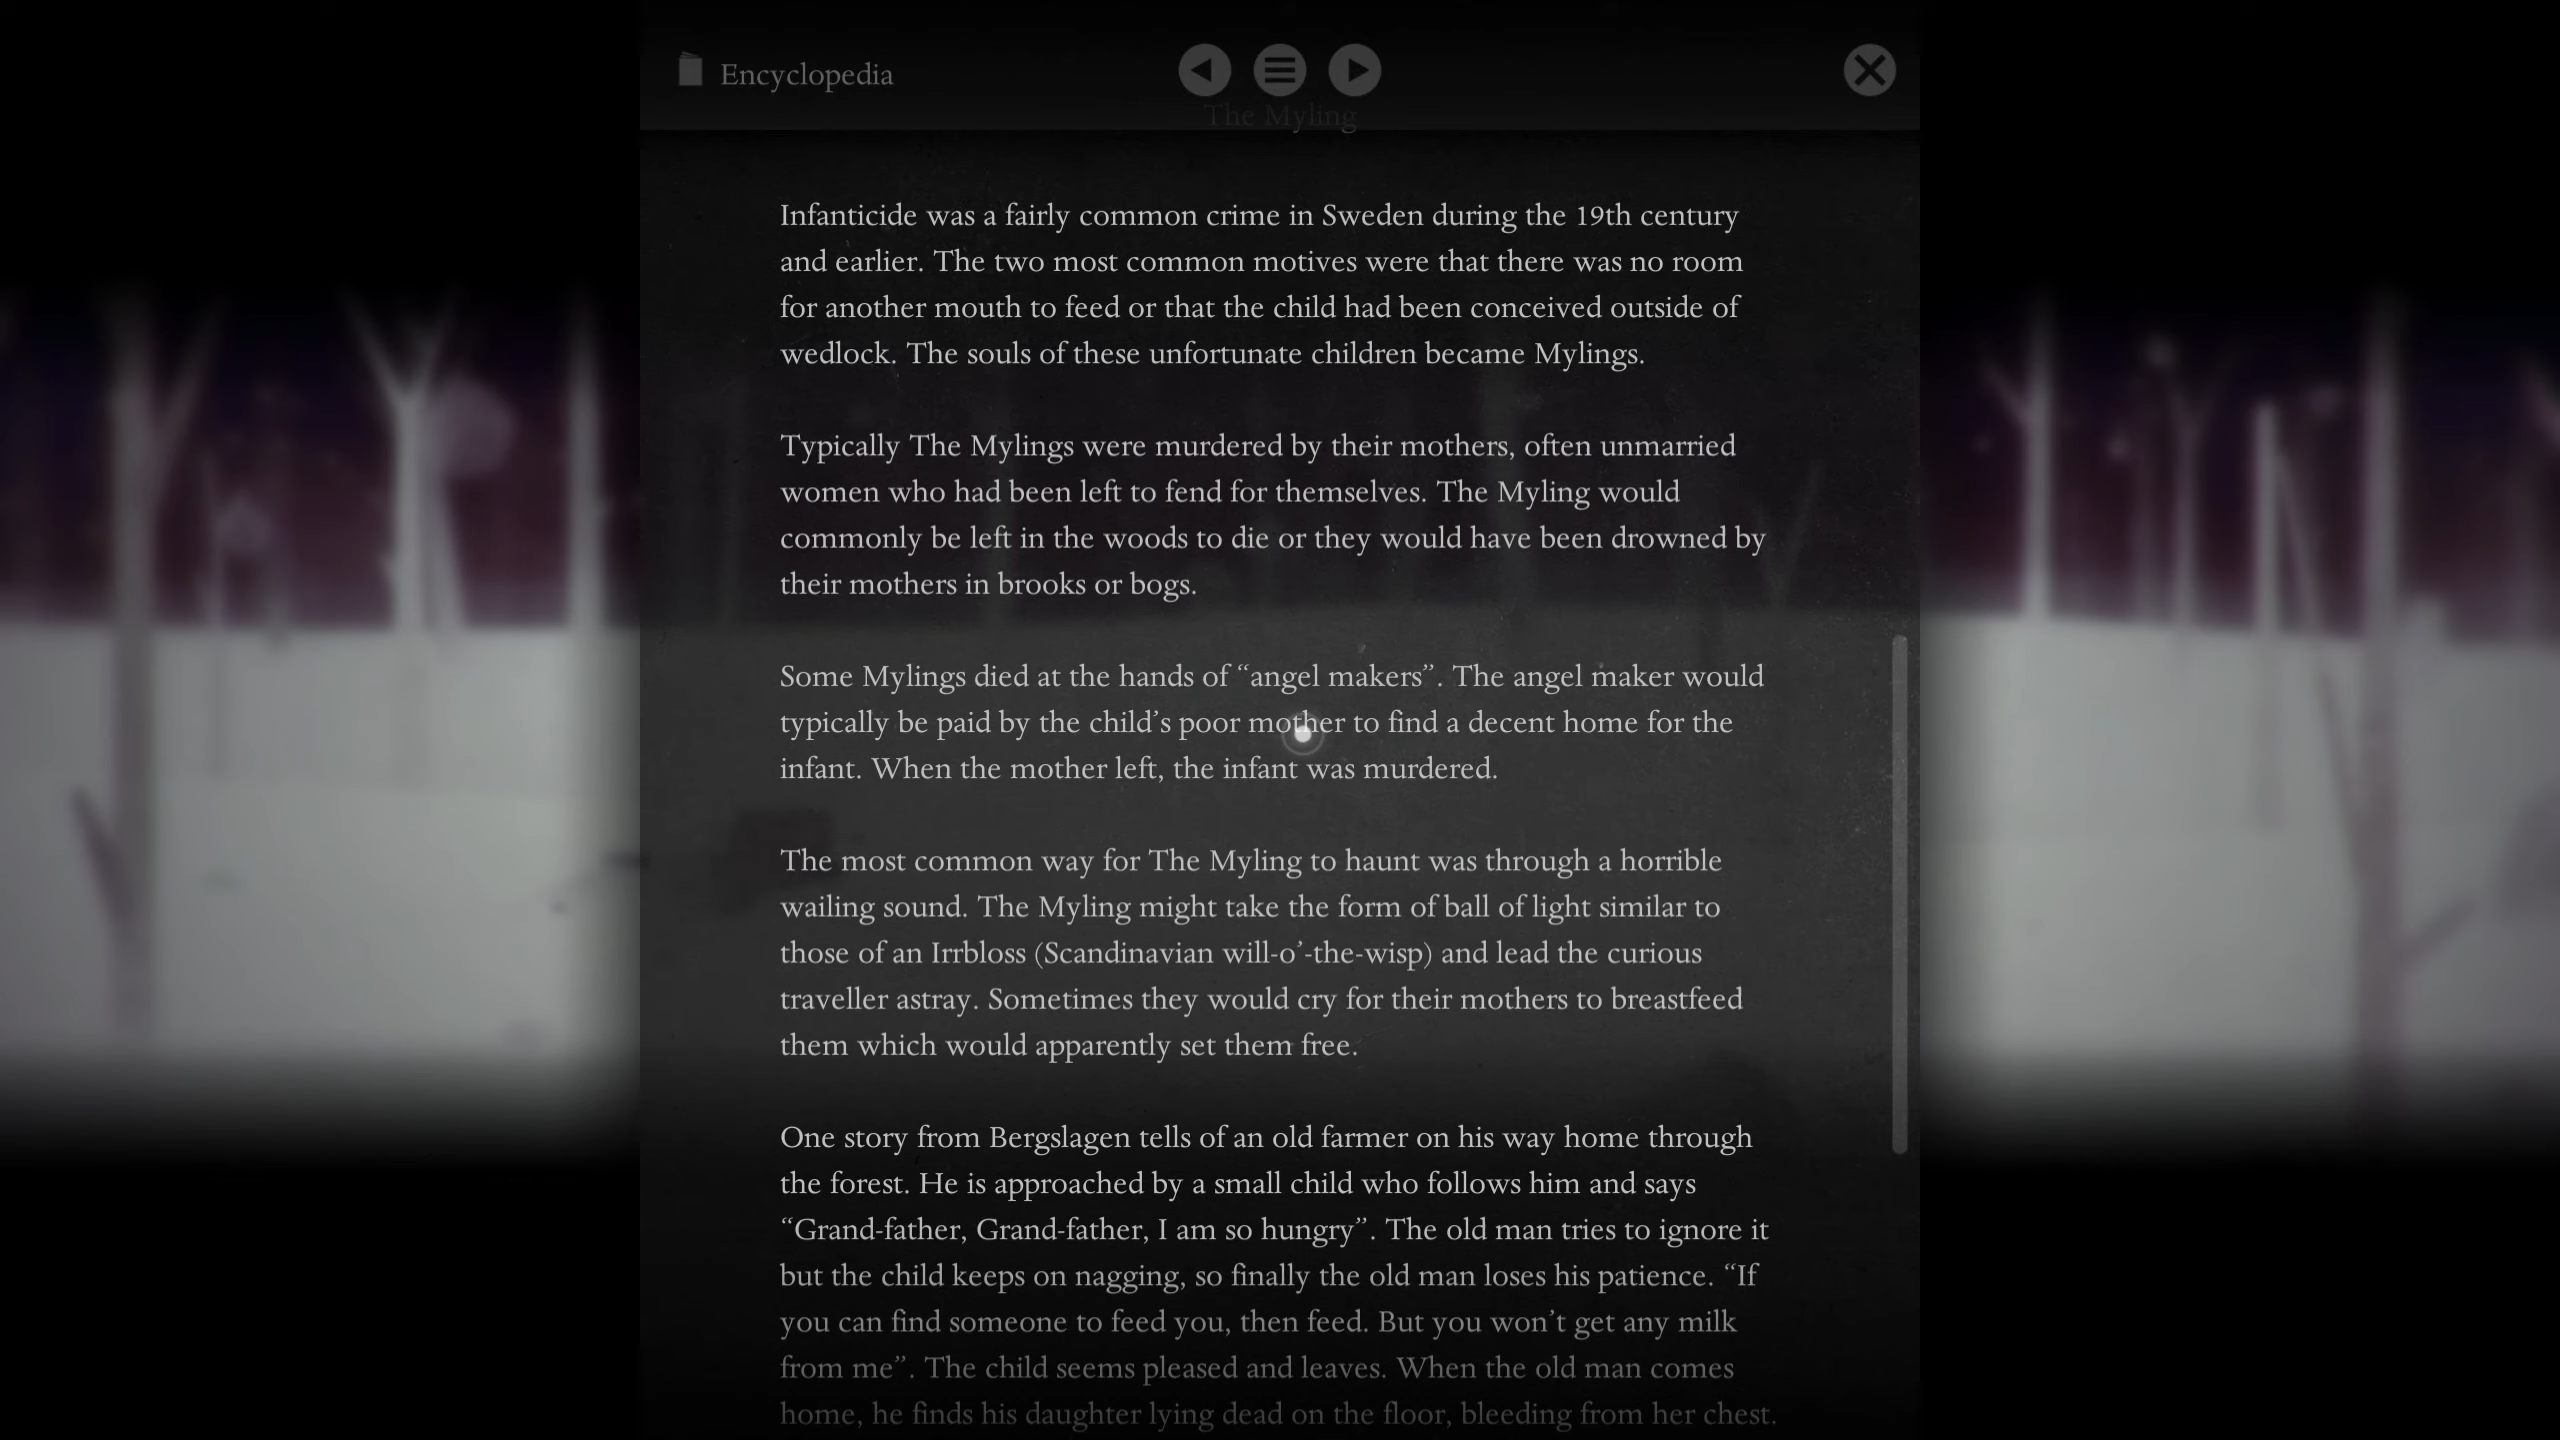 Encyclopedia
The Myling
Infanticide was a fairly common crime in Sweden during the 19th century
and earlier. The two most common motives were that there was no room
for another mouth to feed or that the child had been conceived outside of
wedlock. The souls of these unfortunate children became Mylings.
Typically The Mylings were murdered by their mothers, often unmarried
women who had been left to fend for themselves. The Myling would
commonly be left in the woods to die or they would have been drowned by
their mothers in brooks or bogs.
Some Mylings died at the hands of “angel makers”. The angel maker would
typically be paid by the child’s poor mother to find a decent home for the
infant. When the mother left, the infant was murdered.
The most common way for The Myling to haunt was through a horrible
wailing sound. The Myling might take the form of ball of light similar to
those of an Irrbloss (Scandinavian will-o’-the-wisp) and lead the curious
traveller astray. Sometimes they would cry for their mothers to breastfeed
them which would apparently set them free.
One story from Bergslagen tells of an old farmer on his way home through
the forest. He is approached by a small child who follows him and says
“Grand-father, Grand-father, I am so hungry”. The old man tries to ignore it
but the child keeps on nagging, so finally the old man loses his patience. “If
you can find someone to feed you, then feed. But you won’t get any milk
from me”. The child seems pleased and leaves. When the old man comes
home, he finds his daughter lying dead on the floor, bleeding from her chest.